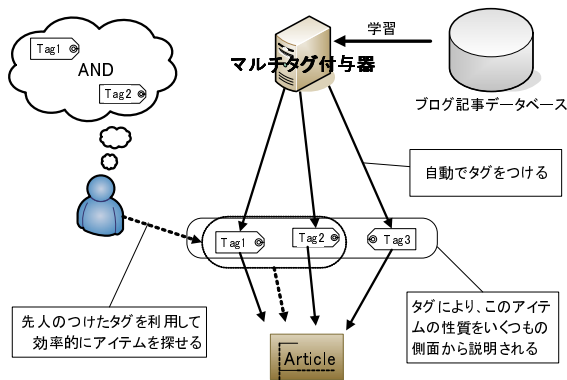 Tag1
AND
Tag2
学習
マルチタグ付与器
ブログ記事データベース
自動でタグをつける
Tag1
Tag2
Tag3
先人のつけたタグを利用して
効率的にアイテムを探せる
タグにより、このアイテ
ムの性質をいくつもの
側面から説明される
Article